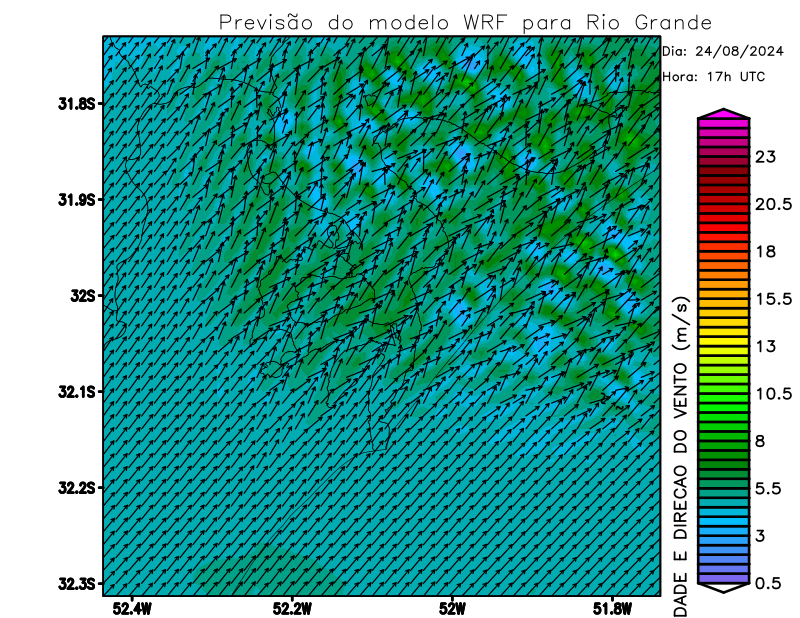 Previsão do modelo WRF para Rio Grande
Dia: 24/08/2024
Hora: 17h UTC
31.8S
31.9S
32S
32.1S
32.2S
32.3S
52.4W
52.2W
52W
51.8W
DADE E DIRECAO DO VENTO (m/s)
23
20.5
18
15.5
13
10.5
8
5.5
3
0.5